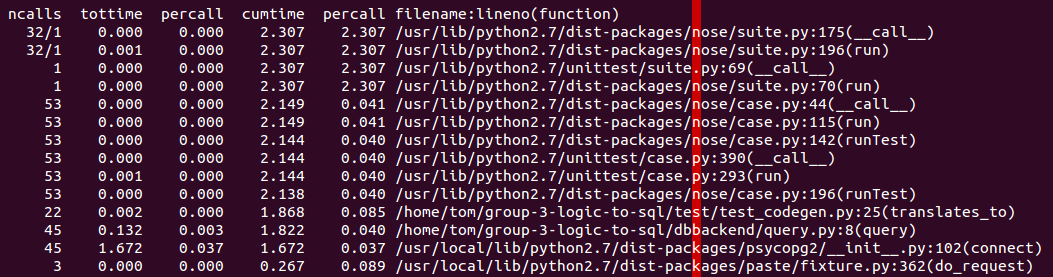 ncalls tottime percall cumtime percall filename:lineno(function)
32/1 0.000 0.000 2.307 2.307 /usr/lib/python2.7/dist-packages/nose/suite.py:175(__call__)
32/1 0.001 0.000 2.307 2.307 /usr/lib/python2.7/dist-packages/nose/suite.py:196(run)
1 0.000 0.000 2.307 2.307 /usr/lib/python2.7/unittest/suite.py:69(__call__)
1 0.000 0.000 2.307 2.307 /usr/lib/python2.7/dist-packages/nose/suite.py:70(run)
53 0.000 0.000 2.149 0.041 /usr/lib/python2.7/dist-packages/nose/case.py:44(__call__)
53 0.000 0.000 2.149 0.041 /usr/lib/python2.7/dist-packages/nose/case.py:115(run)
53 0.000 0.000 2.144 0.040 /usr/lib/python2.7/dist-packages/nose/case.py:142(runTest)
53 0.000 0.000 2.144 0.040 /usr/lib/python2.7/unittest/case.py:390(__call__)
53 0.001 0.000 2.144 0.040 /usr/lib/python2.7/unittest/case.py:293(run)
53 0.000 0.000 2.138 0.040 /usr/lib/python2.7/dist-packages/nose/case.py:196(runTest)
22 0.002 0.000 1.868 0.085 /home/tom/group-3-logic-to-sql/test/test_codegen.py:25(translates_to)
45 0.132 0.003 1.822 0.040 /home/tom/group-3-logic-to-sql/dbbackend/query.py:8(query)
45 1.672 0.037 1.672 0.037 /usr/local/lib/python2.7/dist-packages/psycopg2/__init__.py:102(connect)
3 0.000 0.000 0.267 0.089 /usr/local/lib/python2.7/dist-packages/paste/fixture.py:362(do_request)